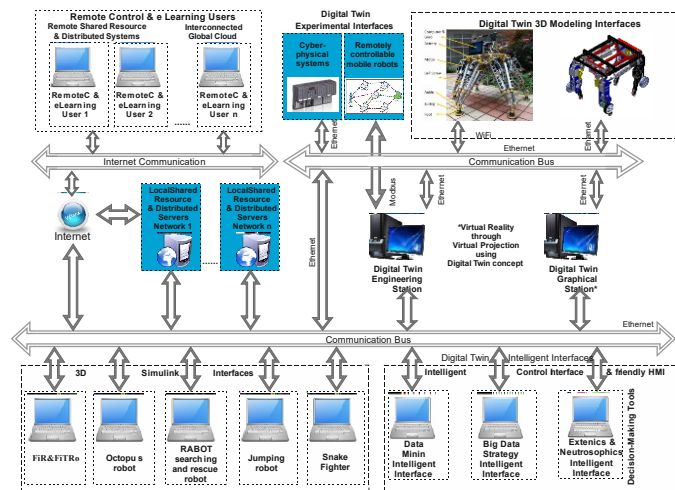 Remote Control & e Learning Users
Remote Shared Resource
& Distributed Systems
Interconnected
Global Cloud
RemoteC &
eLearning
User 1
RemoteC &
eLearning
User 2
......
RemoteC &
eLearning
User n
Digital Twin
Experimental Interfaces
Cyber-
physical
systems
Remotely
controllable
mobile robots
Digital Twin 3D Modeling Interfaces
Ethernet
WiFi
Ethernet
Ethernet
Internet Communication
Communication Bus
Internet
LocalShared
Resource
& Distributed
Servers
Network 1
......
LocalShared
Resource
& Distributed
Servers
Network n
Ethernet
Modbus
Ethernet
Ethernet
Digital Twin
Engineering
Station
*Virtual Reality
through
Virtual Projection
using
Digital Twin concept
Digital Twin
Graphical
Station*
Ethernet
Communication Bus
Digital Twin Intelligent Interfaces
3D Simulink Interfaces
Intelligent Control Interface & friendly HMI
FiR&FiTRo
Octopu s
robot
RABOT
searching
and rescue
robot
Jumping
robot
Snake
Fighter
Data
Minin
Intelligent
Interface
Big Data
Strategy
Intelligent
Interface
Extenics &
Neutrosophics
Intelligent
Interface
Decision-Making Tools